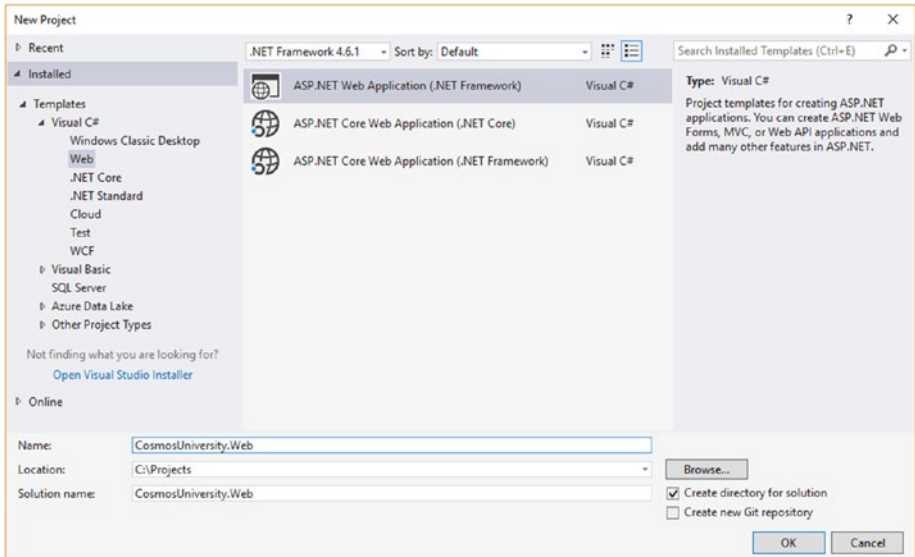 New Project
?
Recent
.NET Framework 4.6.1
Sort by: Default
Search Installed Templates (Ctrl+E)
Installed
Templates
Visual C#
Windows Classic Desktop
Web
.NET Core
.NET Standard
Cloud
Test
WCF
Visual Basic
SQL Server
Azure Data Lake
Other Project Types
Not finding what you are looking for?
Open Visual Studio Installer
Online
ASP.NET Web Application (.NET Framework) Visual C#
ASP.NET Core Web Application (.NET Core) Visual C#
ASP.NET Core Web Application (.NET Framework) Visual C#
Type: Visual C#
Project templates for creating ASP.NET
applications. You can create ASP.NET Web
Forms, MVC, or Web API applications and
add many other features in ASP.NET.
Name: CosmosUniversity.Web
Location: C:\Projects
Browse...
Solution name: CosmosUniversity.Web
Create directory for solution
Create new Git repository
OK
Cancel